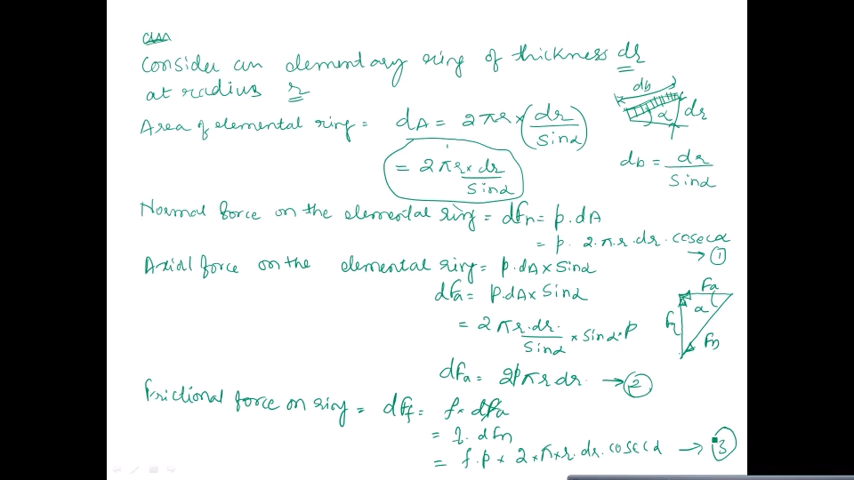 Consider an elementary ring of thickness dr
at radius r
Area of elemental ring = dA = 2πr × (dr/sinα)
= 2πr × dr/sinα
db
α
dr
db = dr/sinα
Normal force on the elemental ring = dFn = p.dA
= p. 2.π.r.dr.cosecα
→ ①
Axial force on the elemental ring = p.dA × sinα
dFa = p.dA × sinα
= 2πr.dr./sinα × sinα.p
dFa = 2pπrdr. → ②
Fa
α
Fr
Fn
Frictional force on ring = dFf = f.dFa
= f.dFn
= f.p × 2×π×r.dr.cosecα → ③